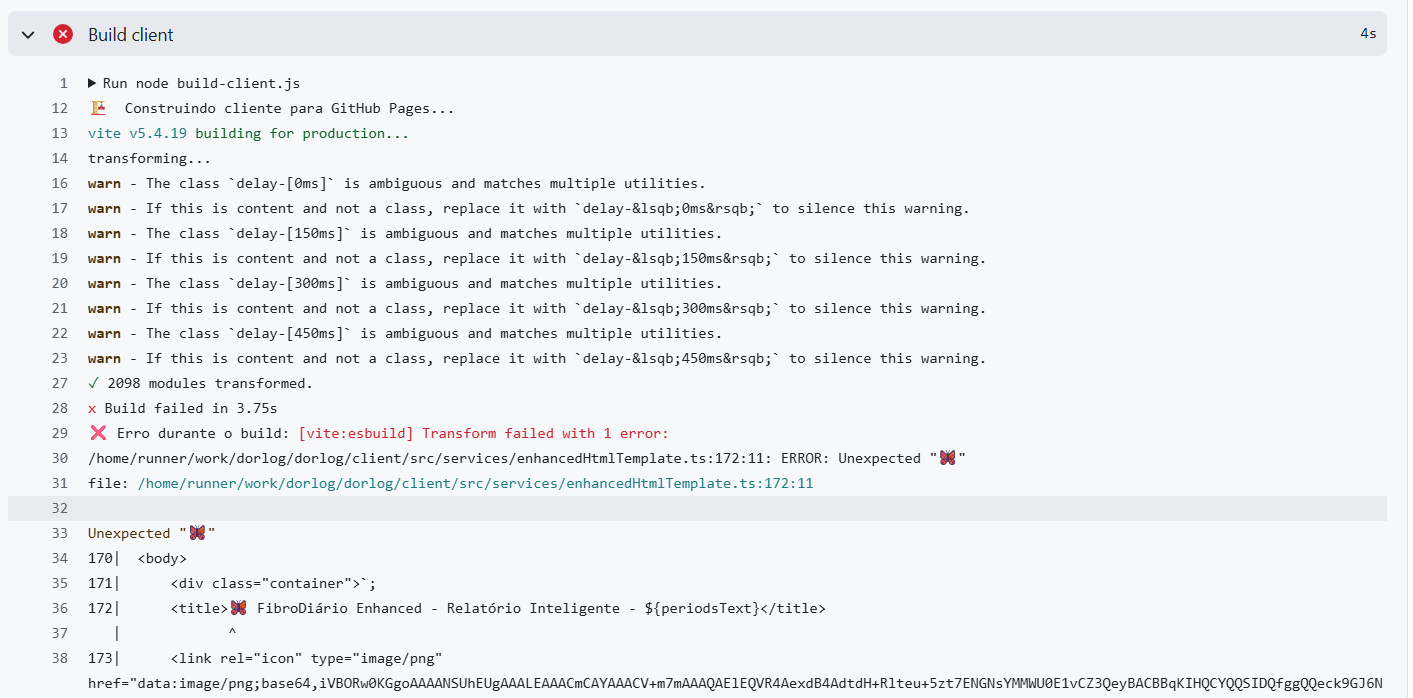 Build client 4s
1 ▶ Run node build-client.js
12 🏗️ Construindo cliente para GitHub Pages...
13 vite v5.4.19 building for production...
14 transforming...
16 warn - The class `delay-[0ms]` is ambiguous and matches multiple utilities.
17 warn - If this is content and not a class, replace it with `delay-&lsqb;0ms&rsqb;` to silence this warning.
18 warn - The class `delay-[150ms]` is ambiguous and matches multiple utilities.
19 warn - If this is content and not a class, replace it with `delay-&lsqb;150ms&rsqb;` to silence this warning.
20 warn - The class `delay-[300ms]` is ambiguous and matches multiple utilities.
21 warn - If this is content and not a class, replace it with `delay-&lsqb;300ms&rsqb;` to silence this warning.
22 warn - The class `delay-[450ms]` is ambiguous and matches multiple utilities.
23 warn - If this is content and not a class, replace it with `delay-&lsqb;450ms&rsqb;` to silence this warning.
27 ✓ 2098 modules transformed.
28 x Build failed in 3.75s
29 ❌ Erro durante o build: [vite:esbuild] Transform failed with 1 error:
30 /home/runner/work/dorlog/dorlog/client/src/services/enhancedHtmlTemplate.ts:172:11: ERROR: Unexpected "🦋"
31 file: /home/runner/work/dorlog/dorlog/client/src/services/enhancedHtmlTemplate.ts:172:11
32
33 Unexpected "🦋"
34 170|  <body>
35 171|      <div class="container">`;
36 172|      <title>🦋 FibroDiário Enhanced - Relatório Inteligente - ${periodsText}</title>
37    |             ^
38 173|      <link rel="icon" type="image/png"
href="data:image/png;base64,iVBORw0KGgoAAAANSUhEUgAAALEAAACmCAYAAACV+m7mAAAQAElEQVR4AexdB4AdtdH+Rlteu+5zt7ENGNsYMMWU0E1vCZ3QeyBACBBqKIHQCYQQSIDQfggQQeck9GJ6N